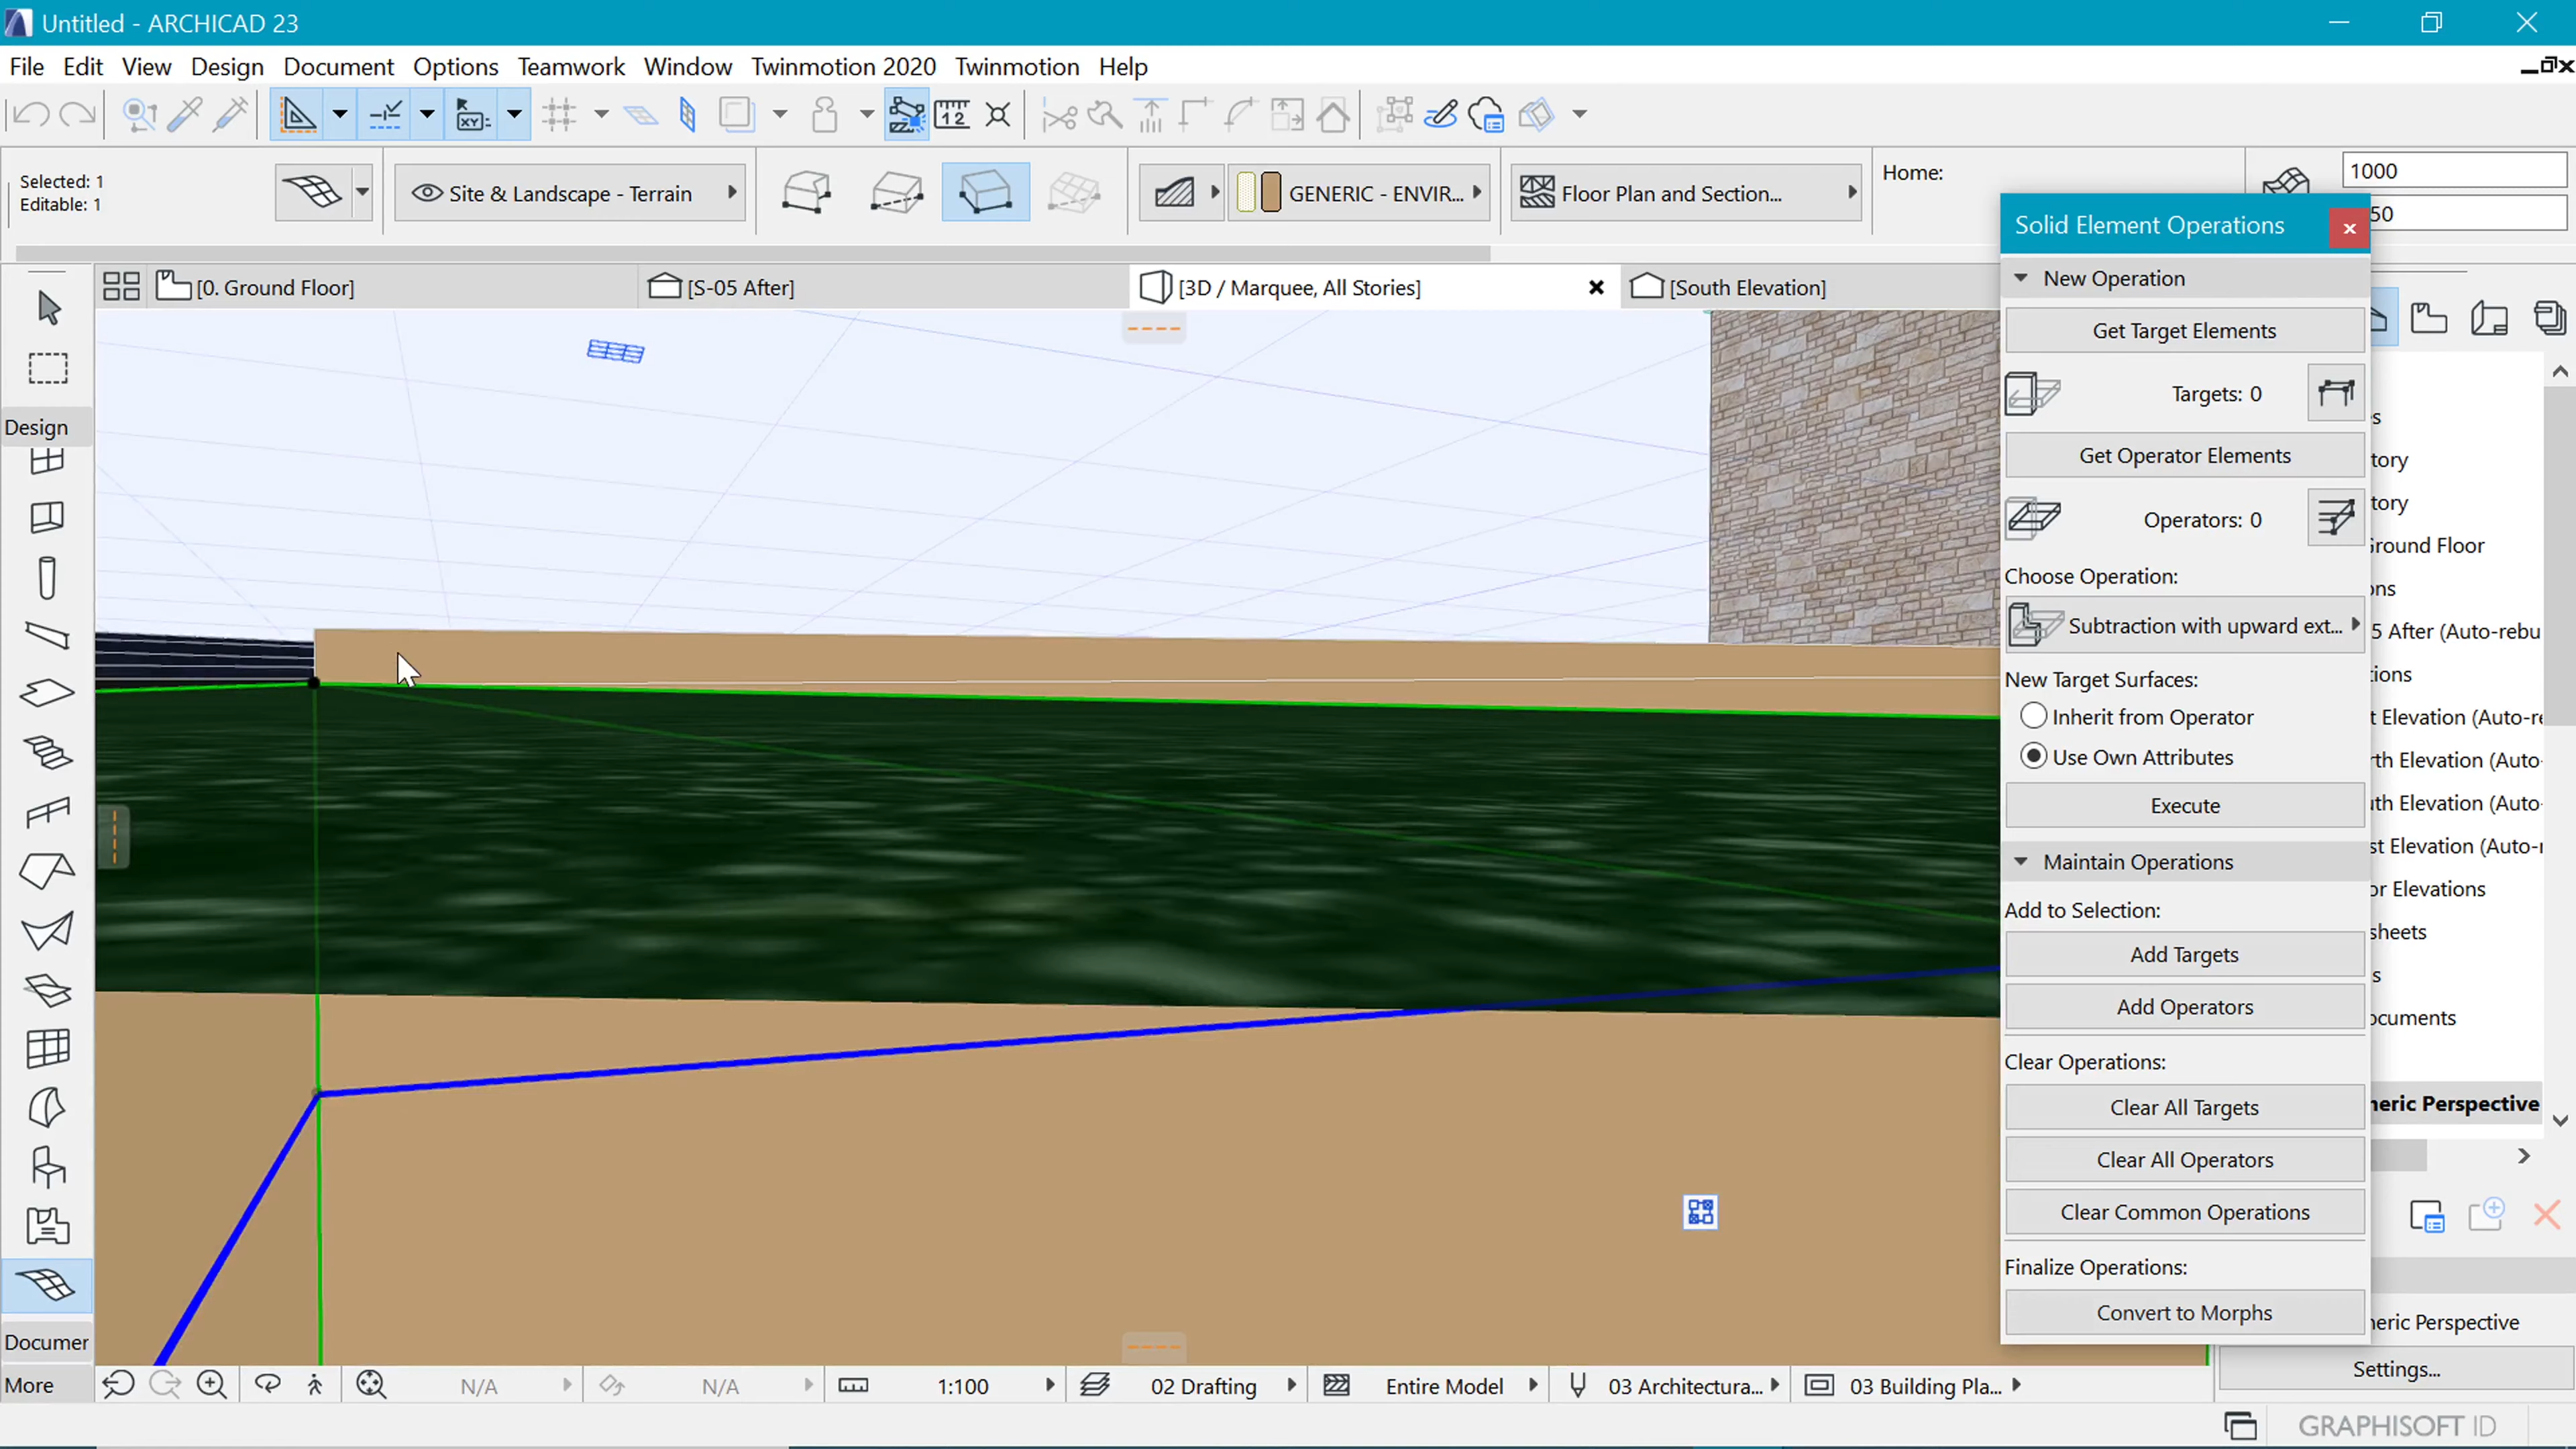 Untitled - ARCHICAD 23
File Edit View Design Document Options Teamwork Window Twinmotion 2020 Twinmotion Help
Selected: 1
Editable: 1
Site & Landscape - Terrain
GENERIC - ENVIR...
Floor Plan and Section...
Home:
1000
50
[0. Ground Floor]
[S-05 After]
[3D / Marquee, All Stories]
[South Elevation]
Design
Solid Element Operations
New Operation
Get Target Elements
Targets: 0
Get Operator Elements
Operators: 0
Choose Operation:
Subtraction with upward ext...
New Target Surfaces:
Inherit from Operator
Use Own Attributes
Execute
Maintain Operations
Add to Selection:
Add Targets
Add Operators
Clear Operations:
Clear All Targets
Clear All Operators
Clear Common Operations
Finalize Operations:
Convert to Morphs
s
tory
tory
Ground Floor
ons
5 After (Auto-rebu
tions
t Elevation (Auto-re
rth Elevation (Auto-
uth Elevation (Auto-
st Elevation (Auto-r
or Elevations
sheets
s
ocuments
neric Perspective
neric Perspective
Settings...
Documer
More
N/A
N/A
1:100
02 Drafting
Entire Model
03 Architectura...
03 Building Pla...
GRAPHISOFT ID